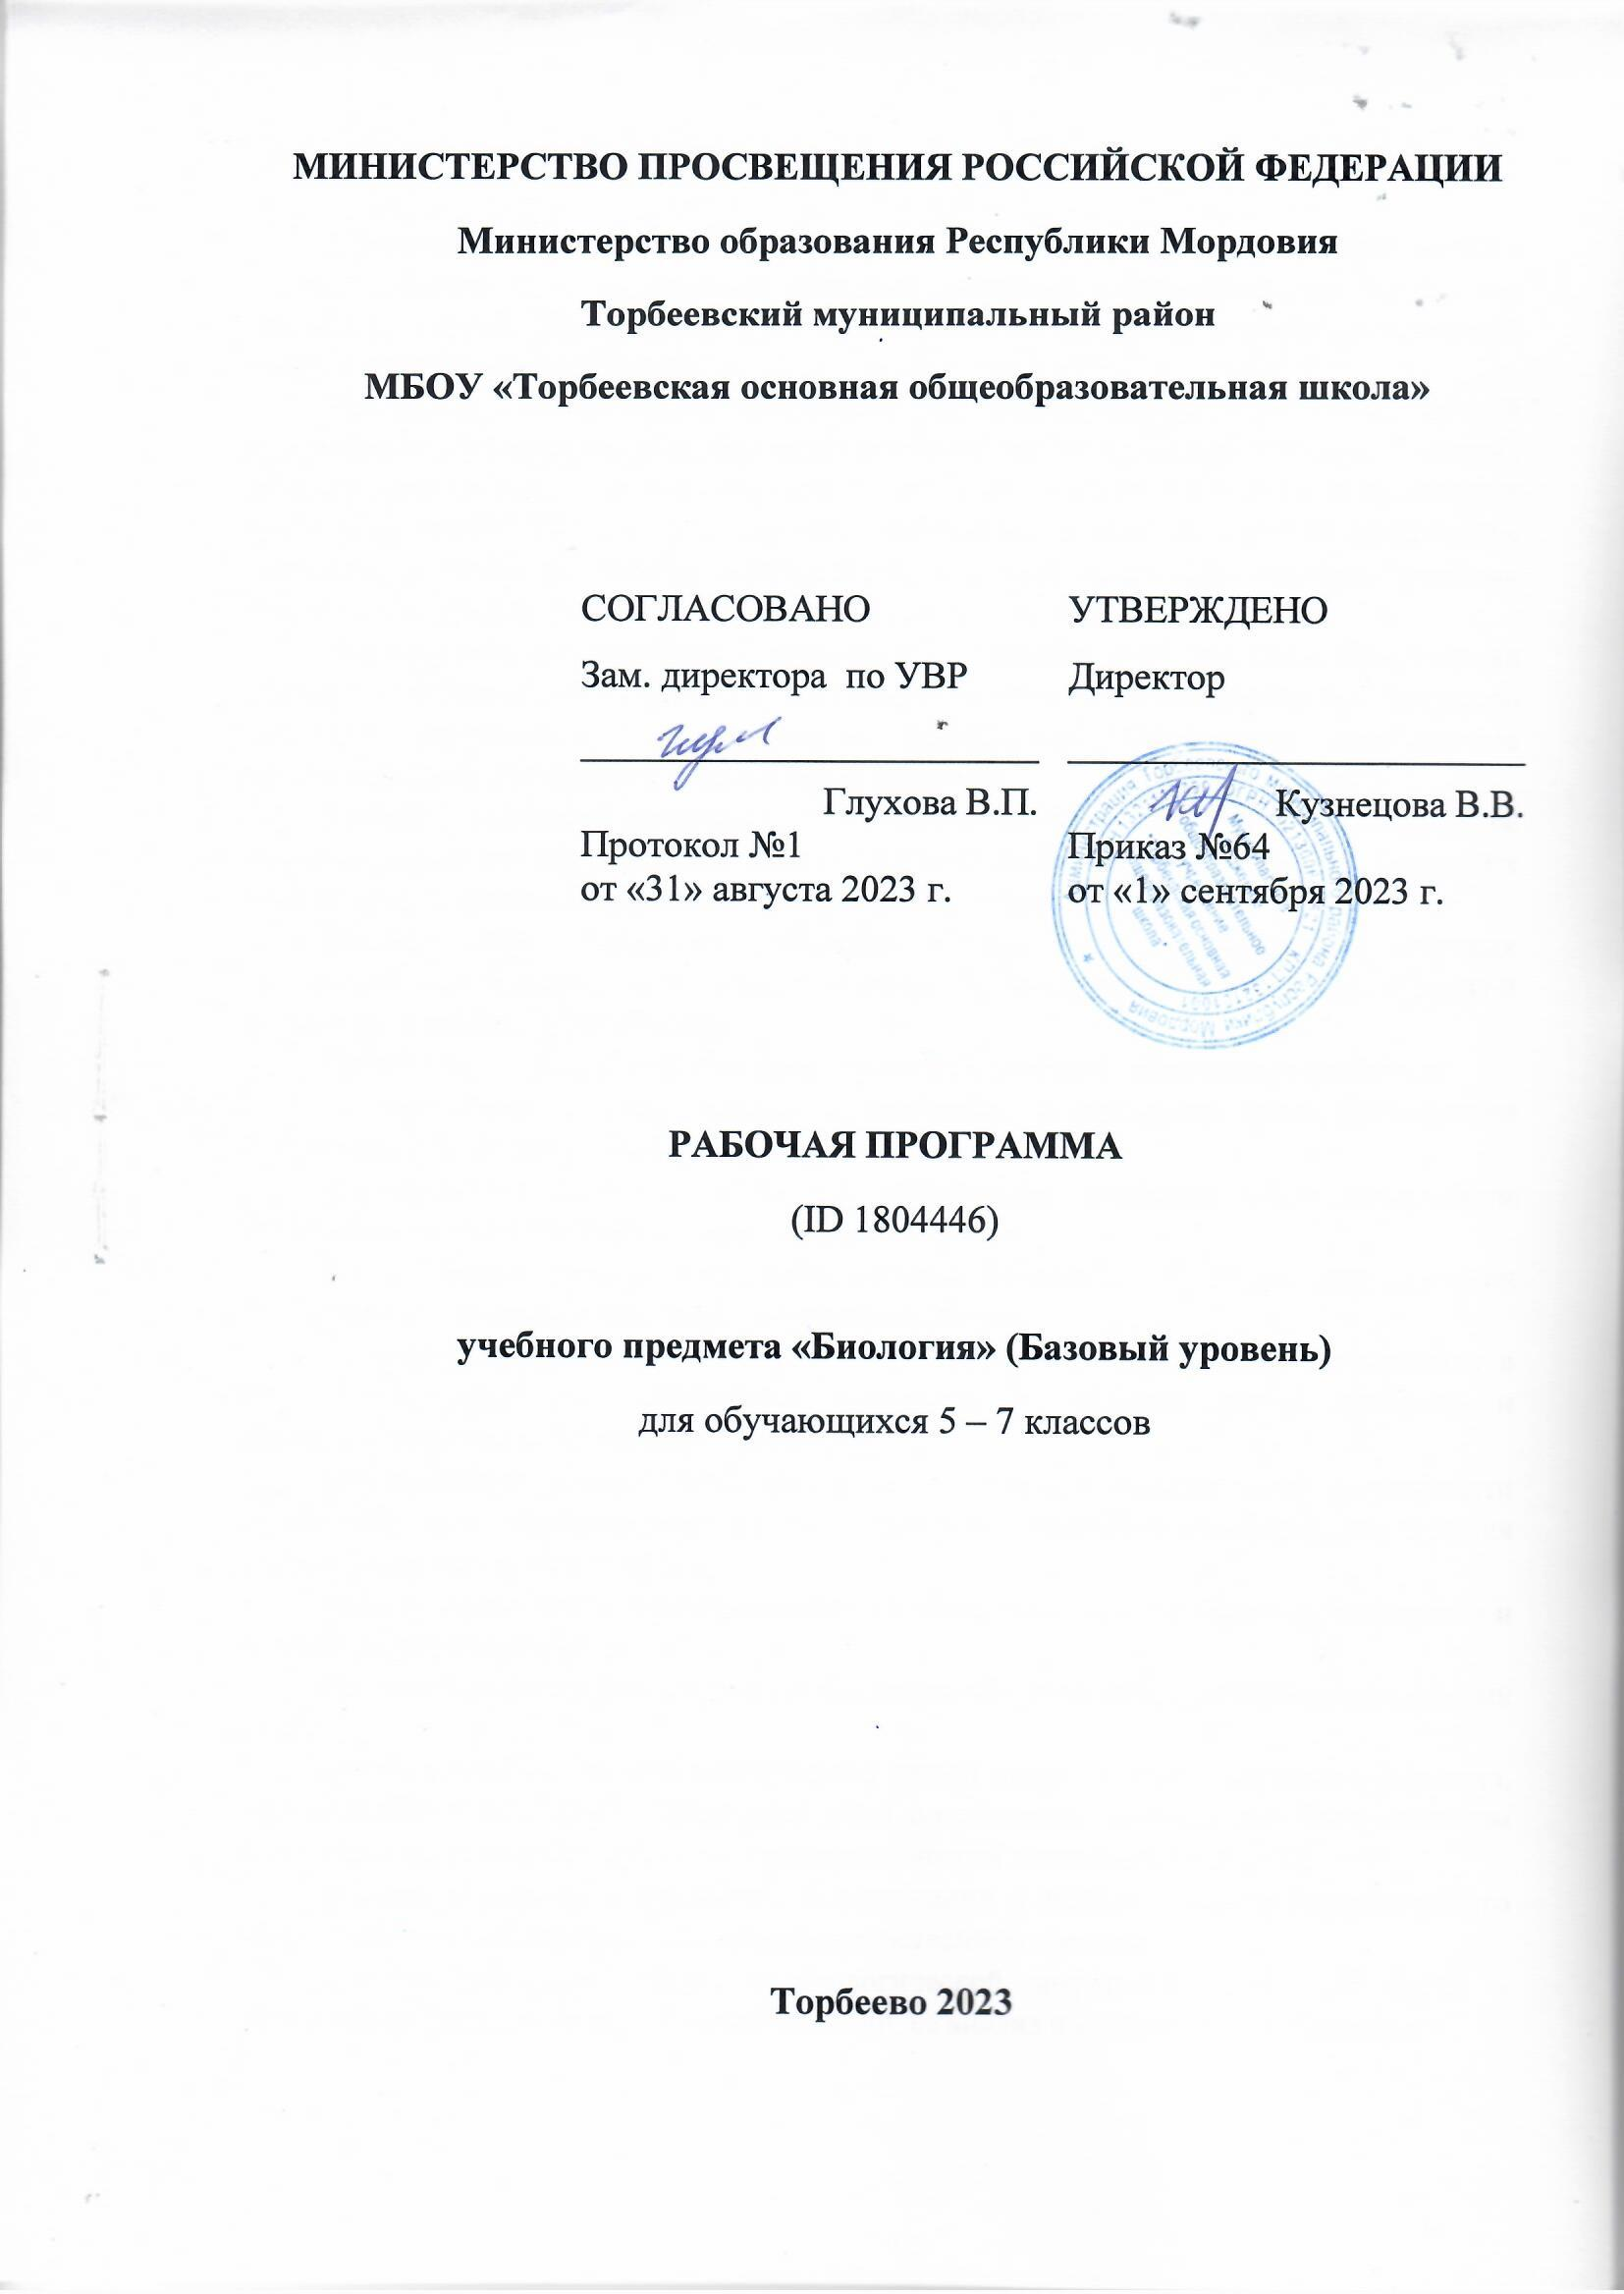 МИНИСТЕРСТВО ПРОСВЕЩЕНИЯ РОССИЙСКОЙ ФЕДЕРАЦИИ
Министерство образования Республики Мордовия
Торбеевский муниципальный район
МБОУ «Торбеевская основная общеобразовательная школа»
СОГЛАСОВАНО
Зам. директора по УВР
Глухова В.П.
Протокол №1
от «31» августа 2023 г.
УТВЕРЖДЕНО
Директор
Кузнецова В.В.
Приказ №64
от «1» сентября 2023 г.
РАБОЧАЯ ПРОГРАММА
(ID 1804446)
учебного предмета «Биология» (Базовый уровень)
для обучающихся 5 – 7 классов
Торбеево 2023